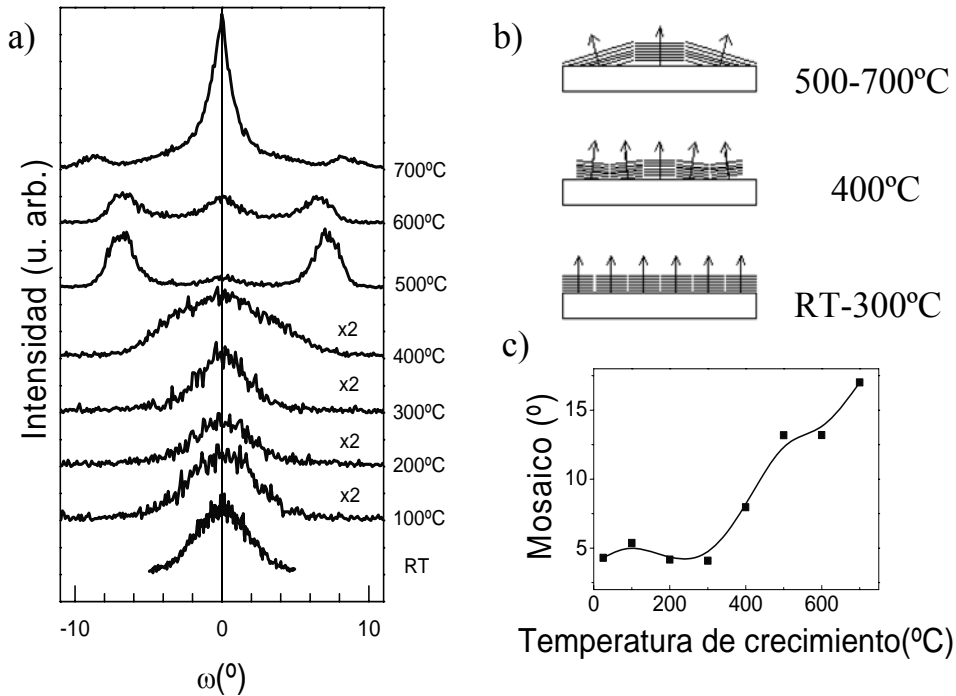 a)
Intensidad (u. arb.)
700ºC
600ºC
500ºC
x2
400ºC
x2
300ºC
x2
200ºC
x2
100ºC
RT
-10
0
10
ω(º)
b)
500-700ºC
400ºC
RT-300ºC
c)
Mosaico (º)
15
10
5
0
200
400
600
Temperatura de crecimiento(ºC)